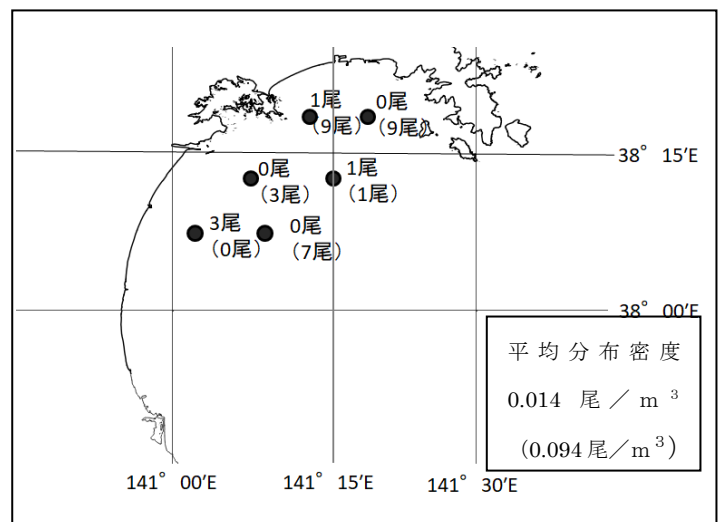 1尾
（9尾）
0尾
（9尾）
38° 15′E
0尾
（3尾）
1尾
（1尾）
3尾
（0尾）
0尾
（7尾）
38° 00′E
平均分布密度
0.014 尾／ｍ³
（0.094尾／ｍ³）
141° 00′E
141° 15′E
141° 30′E